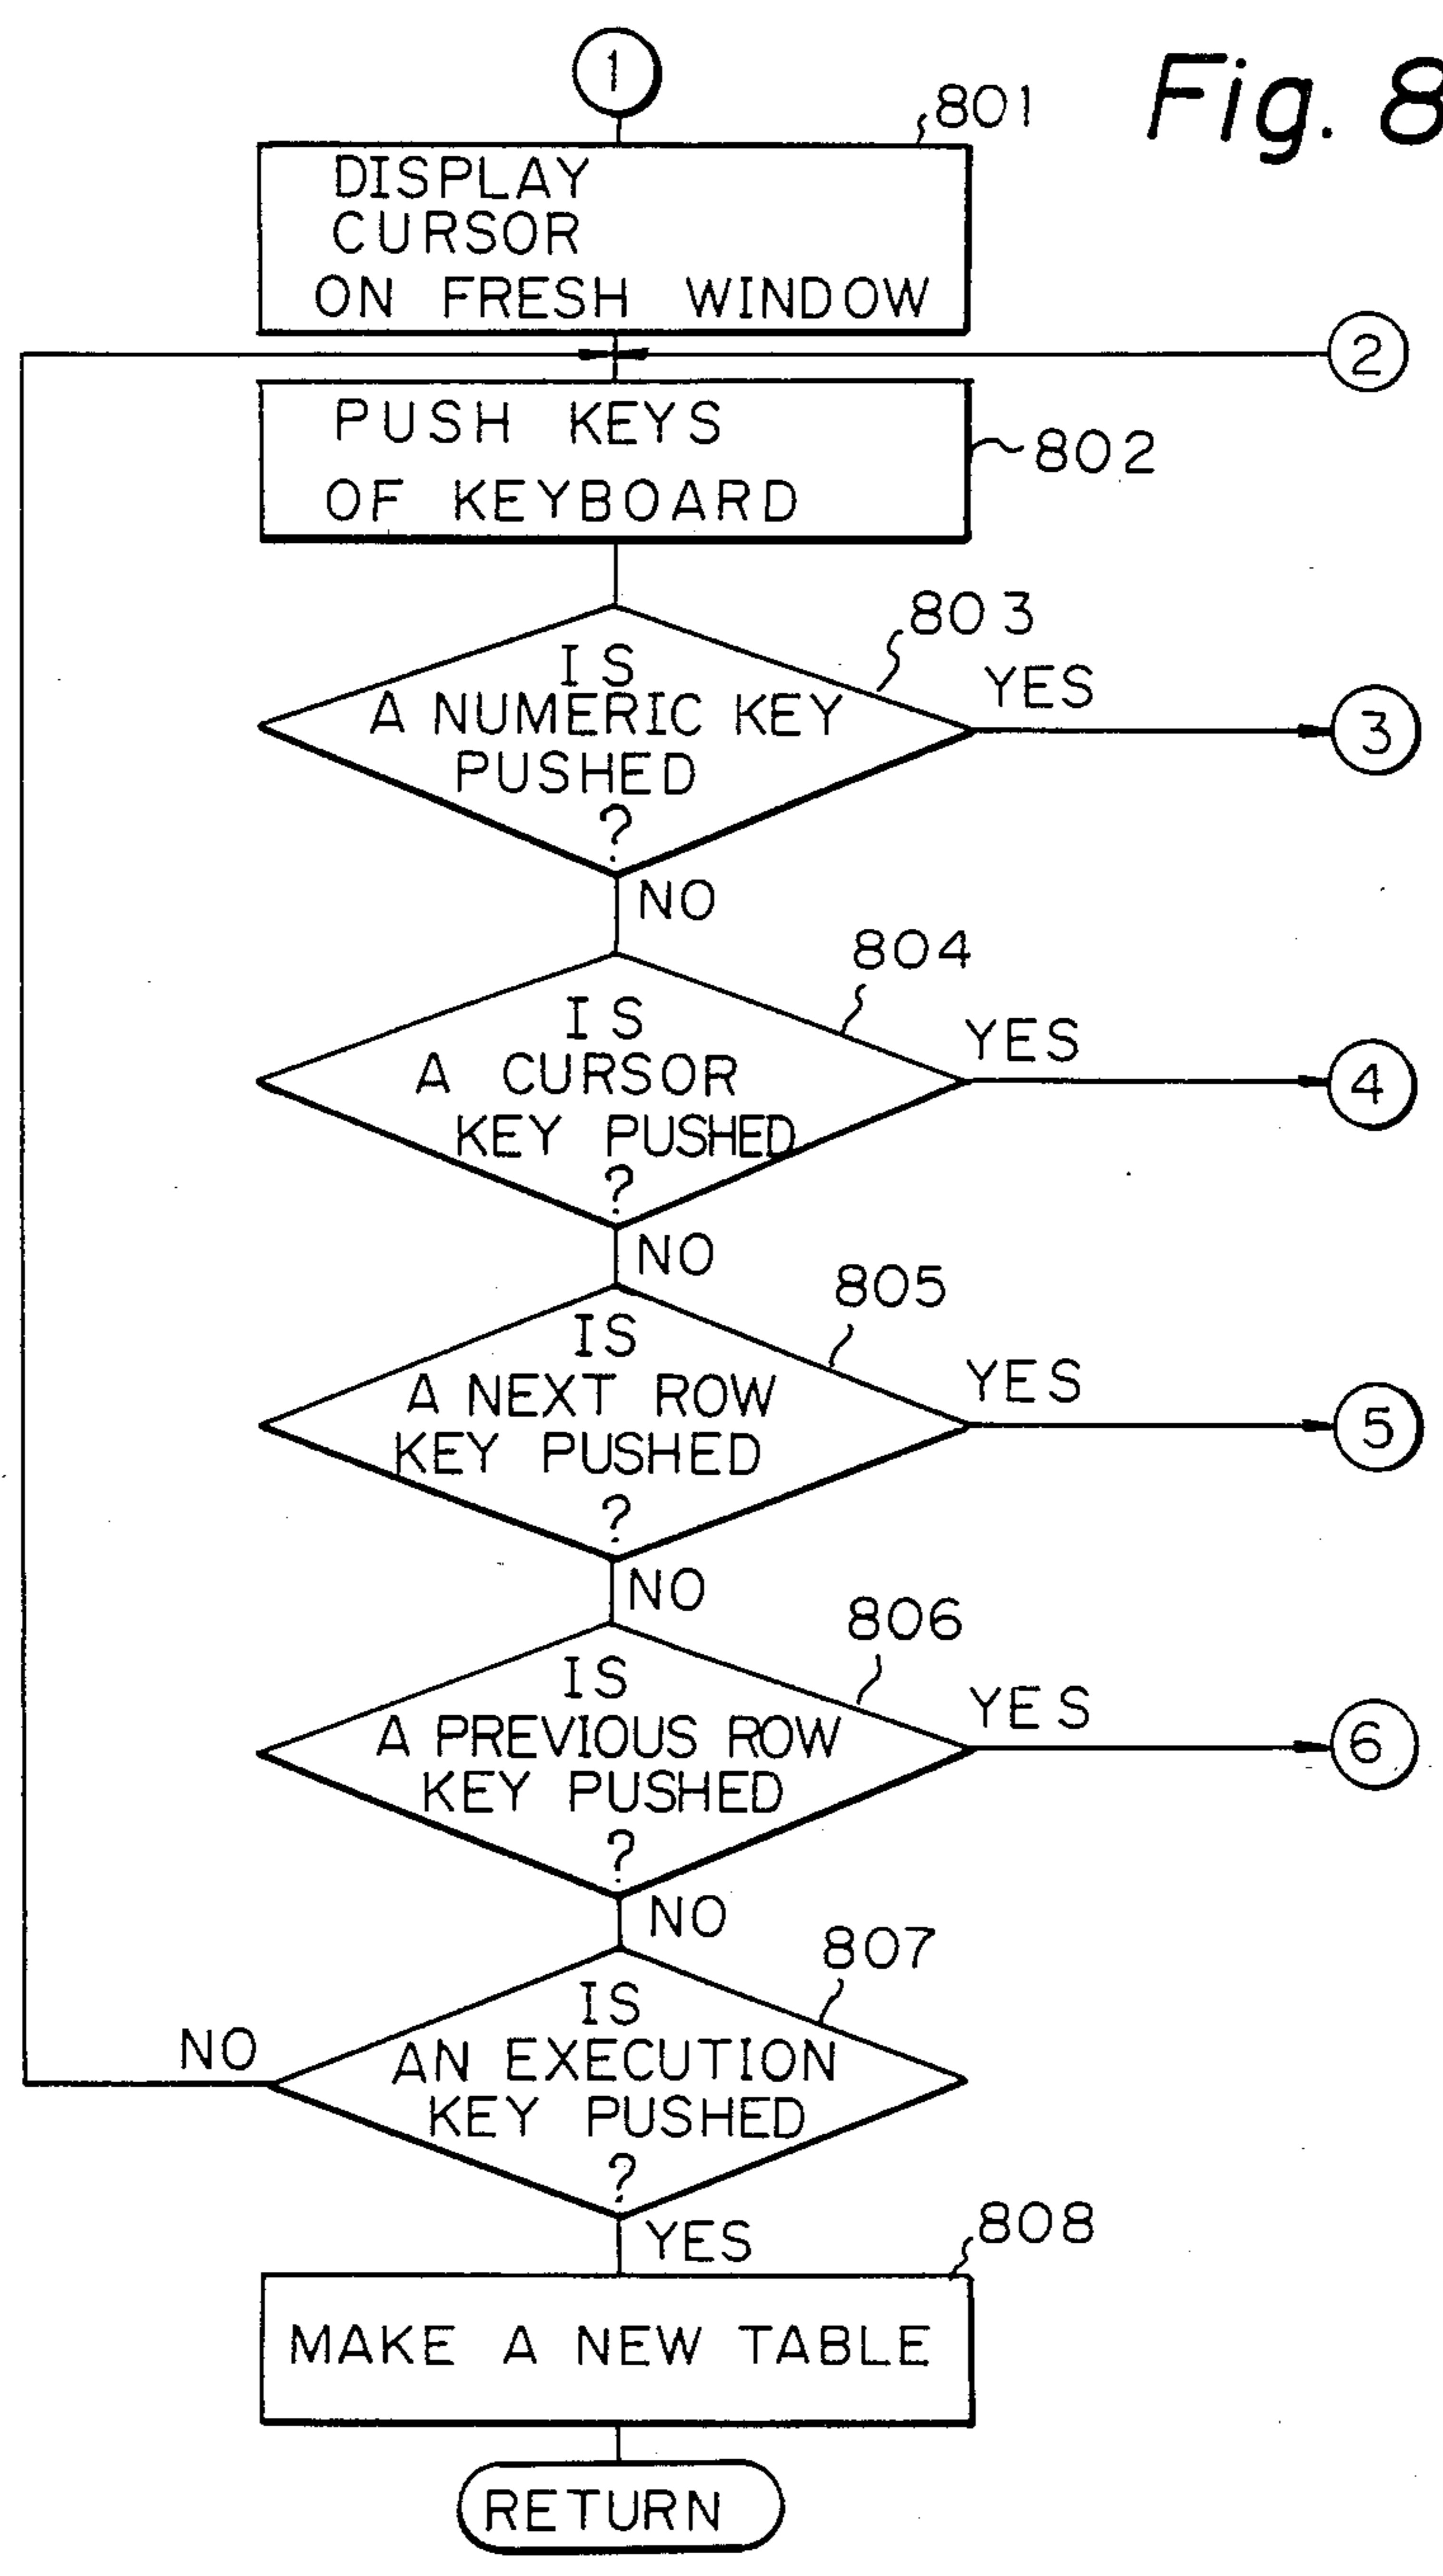 1
Fig. 8
801
DISPLAY
CURSOR
ON FRESH WINDOW
2
PUSH KEYS
OF KEYBOARD
802
803
IS
A NUMERIC KEY
PUSHED
?
YES
3
NO
804
IS
A CURSOR
KEY PUSHED
?
YES
4
NO
805
IS
A NEXT ROW
KEY PUSHED
?
YES
5
NO
806
IS
A PREVIOUS ROW
KEY PUSHED
?
YES
6
NO
807
IS
AN EXECUTION
KEY PUSHED
?
NO
YES
808
MAKE A NEW TABLE
RETURN